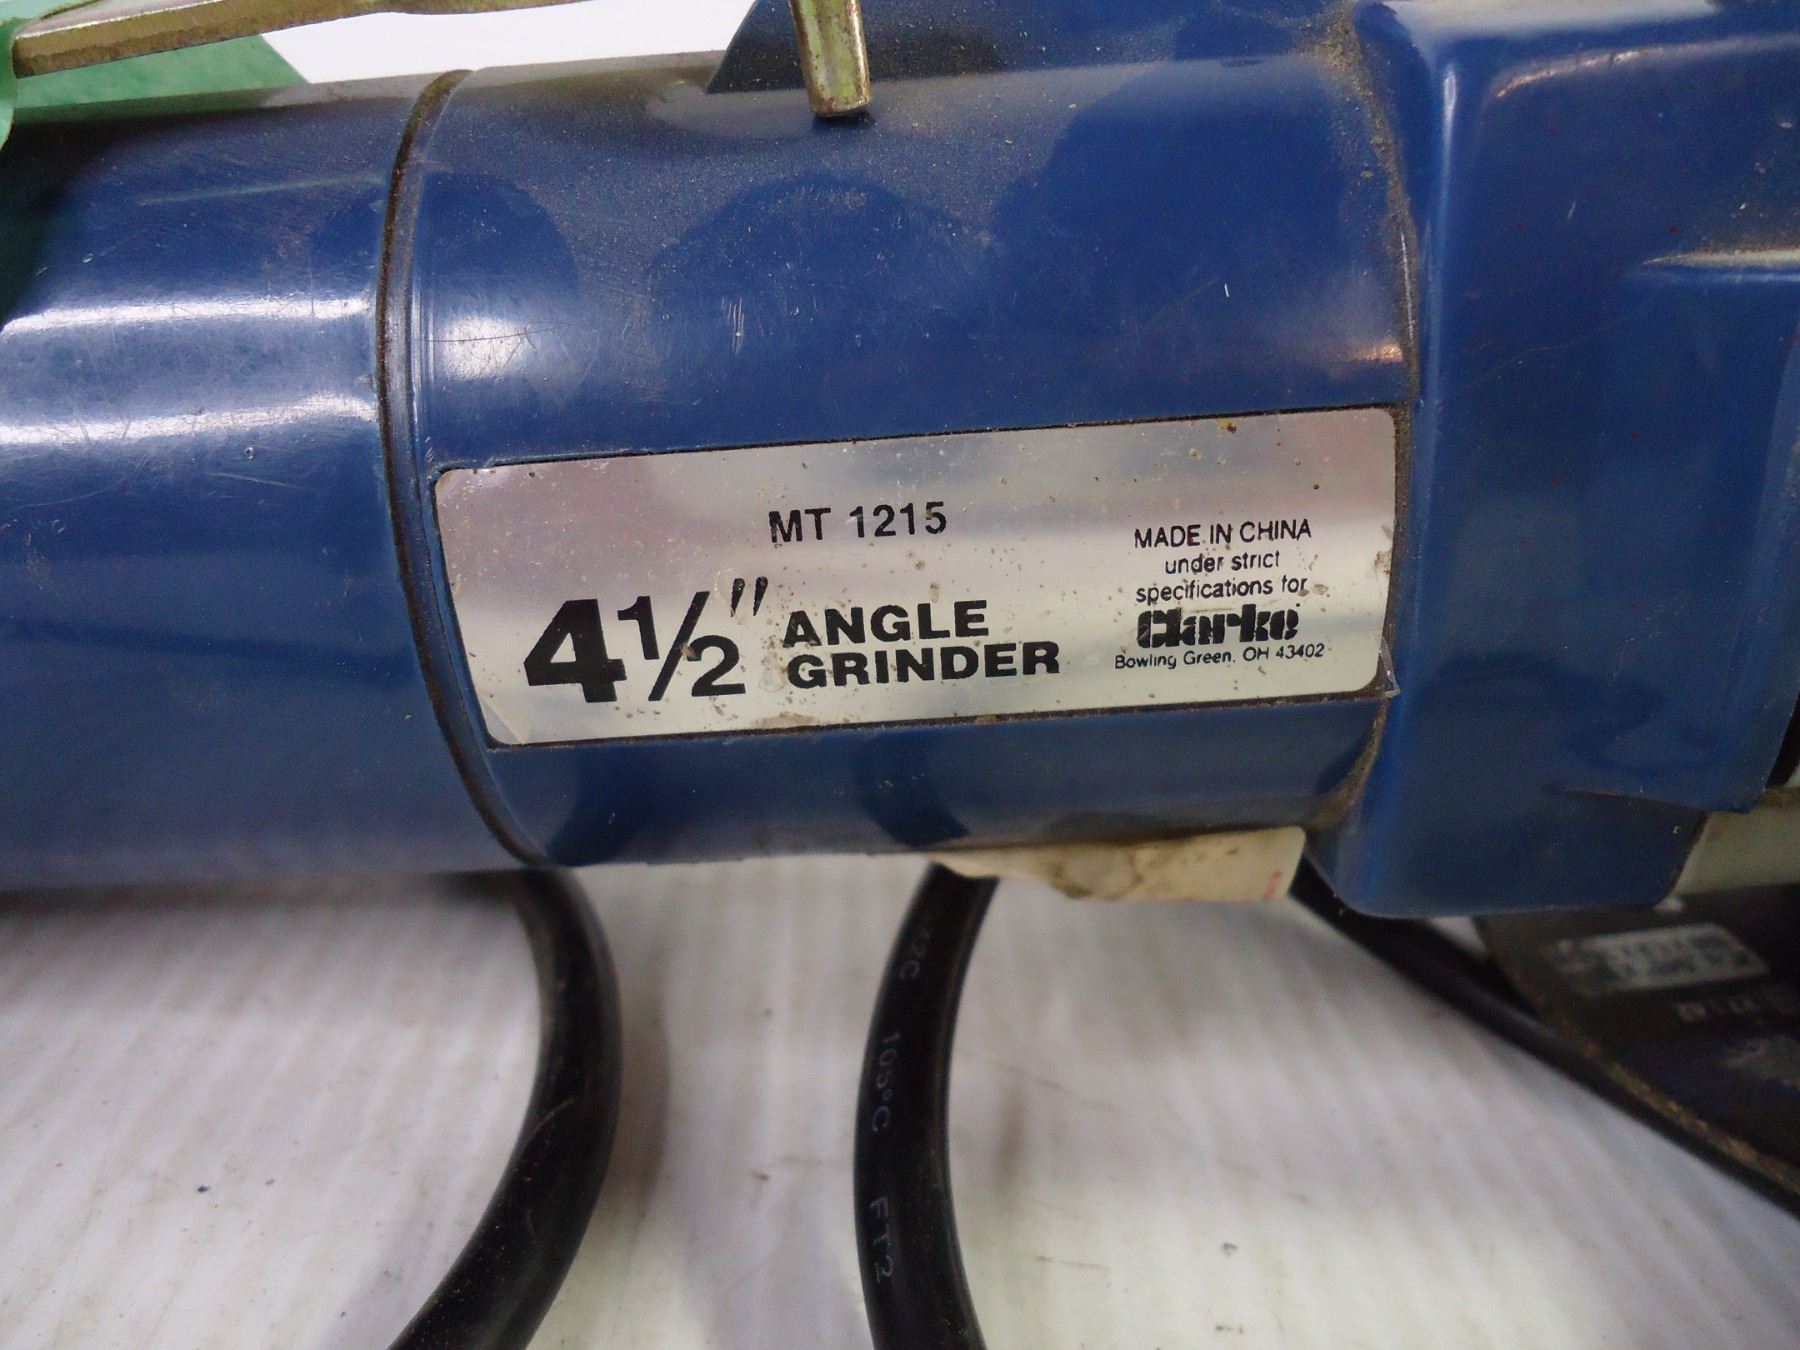 MT 1215
4½" ANGLE
GRINDER
MADE IN CHINA
under strict
specifications for
Clarke
Bowling Green, OH 43402
X2C 105°C FT2